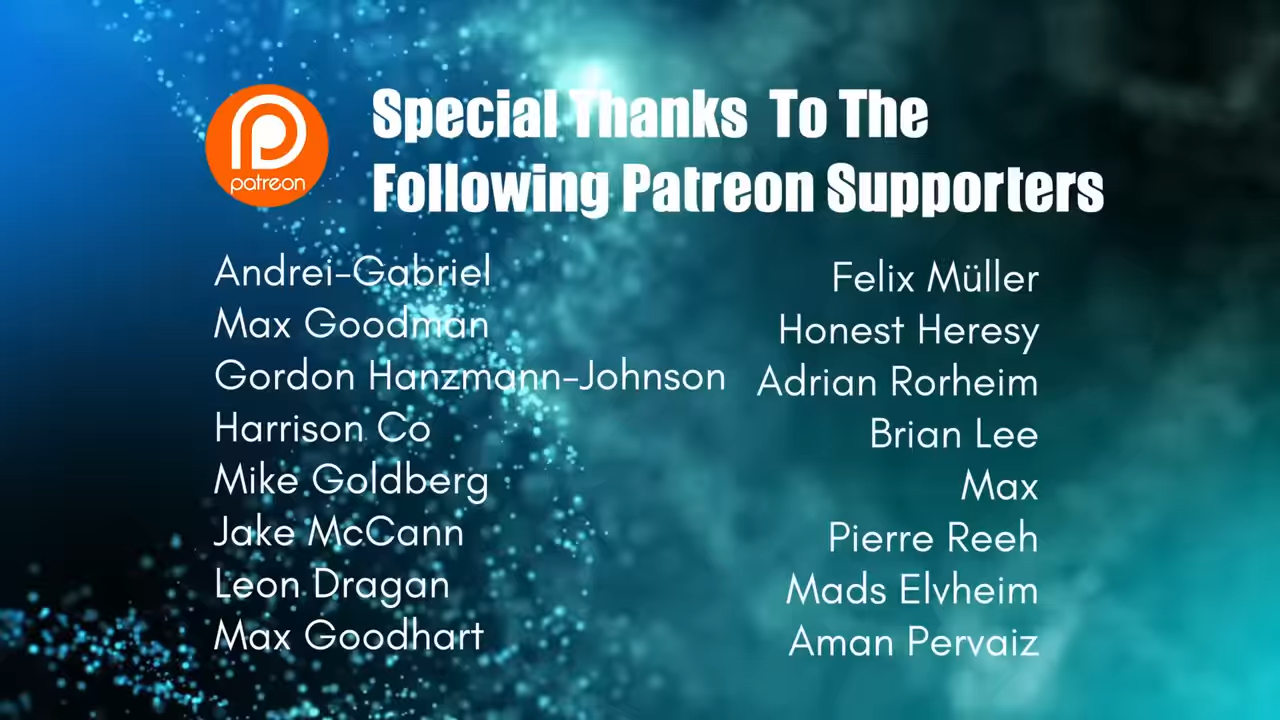 patreon
Special Thanks To The
Following Patreon Supporters
Andrei-Gabriel
Max Goodman
Gordon Hanzmann-Johnson
Harrison Co
Mike Goldberg
Jake McCann
Leon Dragan
Max Goodhart
Felix Müller
Honest Heresy
Adrian Rorheim
Brian Lee
Max
Pierre Reeh
Mads Elvheim
Aman Pervaiz